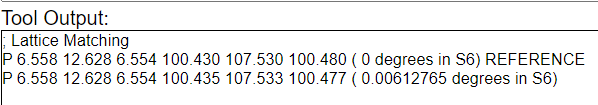 Tool Output:
; Lattice Matching
P 6.558 12.628 6.554 100.430 107.530 100.480 ( 0 degrees in S6) REFERENCE
P 6.558 12.628 6.554 100.435 107.533 100.477 ( 0.00612765 degrees in S6)